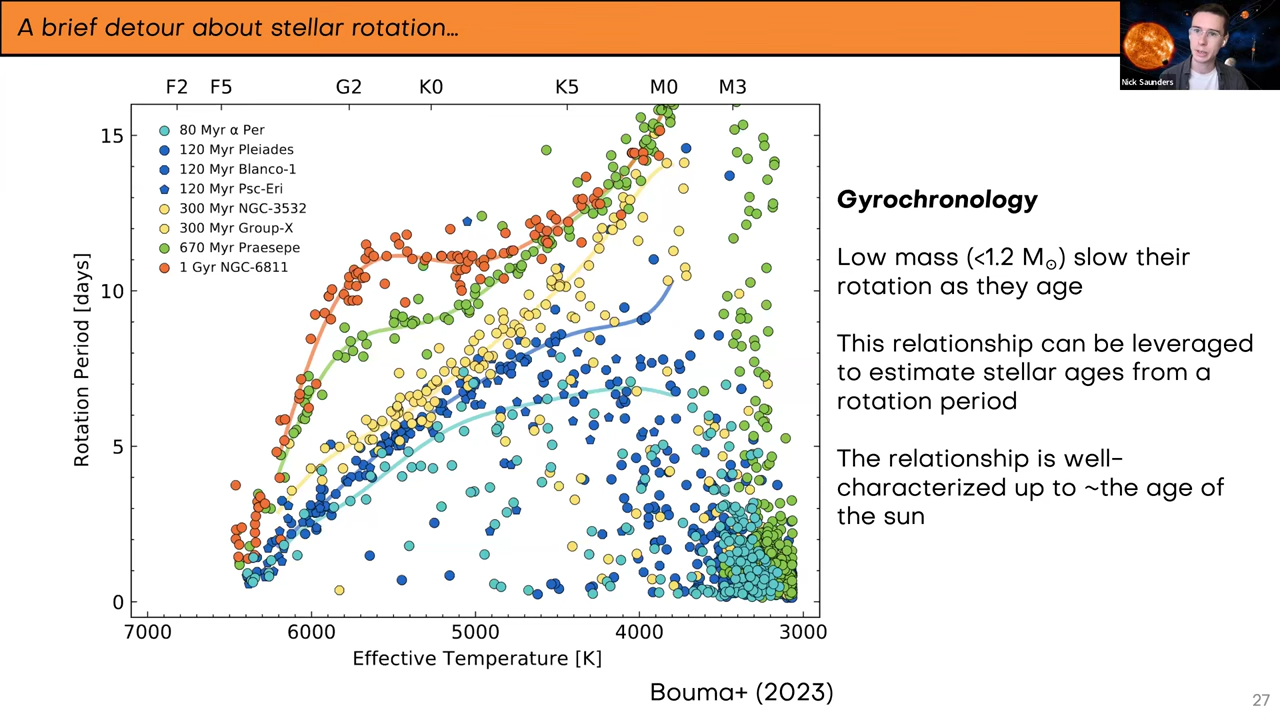 A brief detour about stellar rotation...
Nick Saunders
F2 F5 G2 K0 K5 M0 M3
80 Myr α Per
120 Myr Pleiades
120 Myr Blanco-1
120 Myr Psc-Eri
300 Myr NGC-3532
300 Myr Group-X
670 Myr Praesepe
1 Gyr NGC-6811
15
10
5
0
Rotation Period [days]
7000 6000 5000 4000 3000
Effective Temperature [K]
Gyrochronology
Low mass (<1.2 M☉) slow their
rotation as they age
This relationship can be leveraged
to estimate stellar ages from a
rotation period
The relationship is well-
characterized up to ~the age of
the sun
Bouma+ (2023)
27